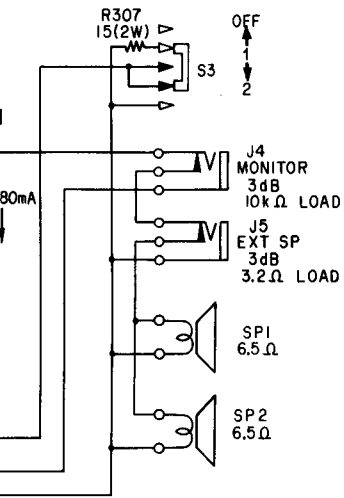 R307
15(2W)
OFF
1
S3
2
J4
MONITOR
3dB
10kΩ LOAD
80mA
J5
EXT SP
3dB
3.2Ω LOAD
SP1
6.5Ω
SP2
6.5Ω